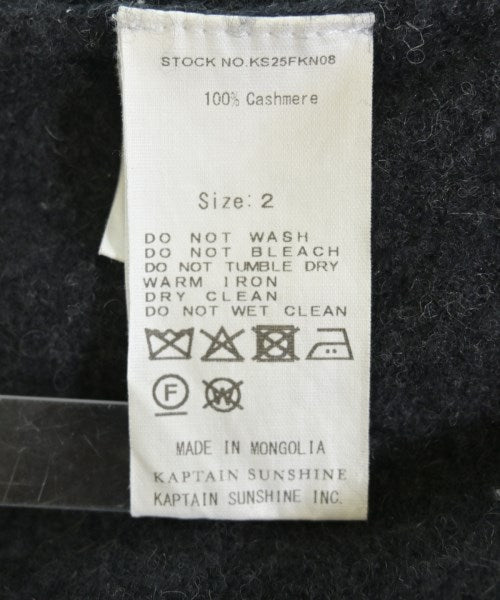 STOCK NO.KS25FKN08
100% Cashmere
Size: 2
DO NOT WASH
DO NOT BLEACH
DO NOT TUMBLE DRY
WARM IRON
DRY CLEAN
DO NOT WET CLEAN
F W
MADE IN MONGOLIA
KAPTAIN SUNSHINE
KAPTAIN SUNSHINE INC.